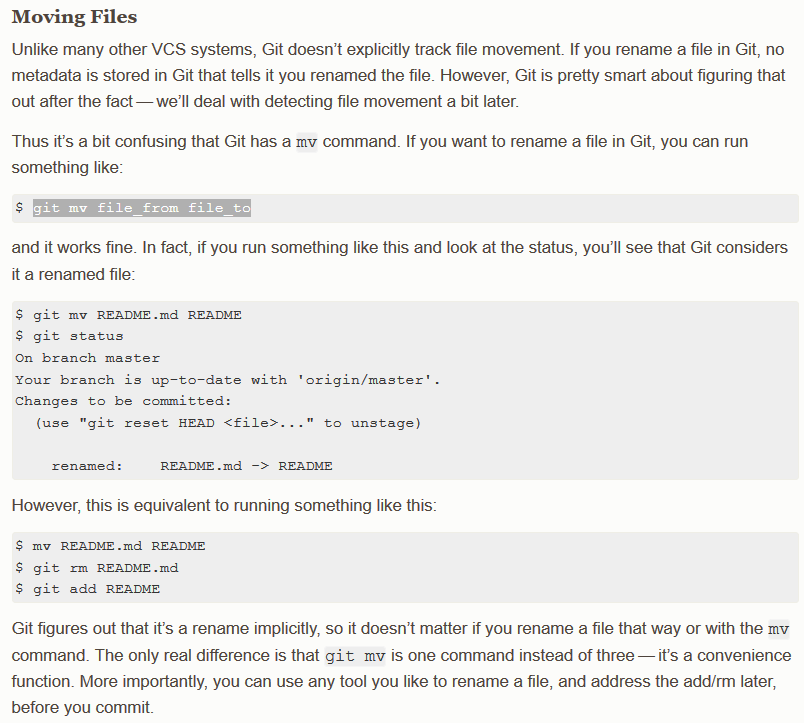 Moving Files
Unlike many other VCS systems, Git doesn’t explicitly track file movement. If you rename a file in Git, no
metadata is stored in Git that tells it you renamed the file. However, Git is pretty smart about figuring that
out after the fact — we’ll deal with detecting file movement a bit later.
Thus it’s a bit confusing that Git has a mv command. If you want to rename a file in Git, you can run
something like:
$ git mv file_from file_to
and it works fine. In fact, if you run something like this and look at the status, you’ll see that Git considers
it a renamed file:
$ git mv README.md README
$ git status
On branch master
Your branch is up-to-date with 'origin/master'.
Changes to be committed:
  (use "git reset HEAD <file>..." to unstage)
    renamed:    README.md -> README
However, this is equivalent to running something like this:
$ mv README.md README
$ git rm README.md
$ git add README
Git figures out that it’s a rename implicitly, so it doesn’t matter if you rename a file that way or with the mv
command. The only real difference is that git mv is one command instead of three — it’s a convenience
function. More importantly, you can use any tool you like to rename a file, and address the add/rm later,
before you commit.